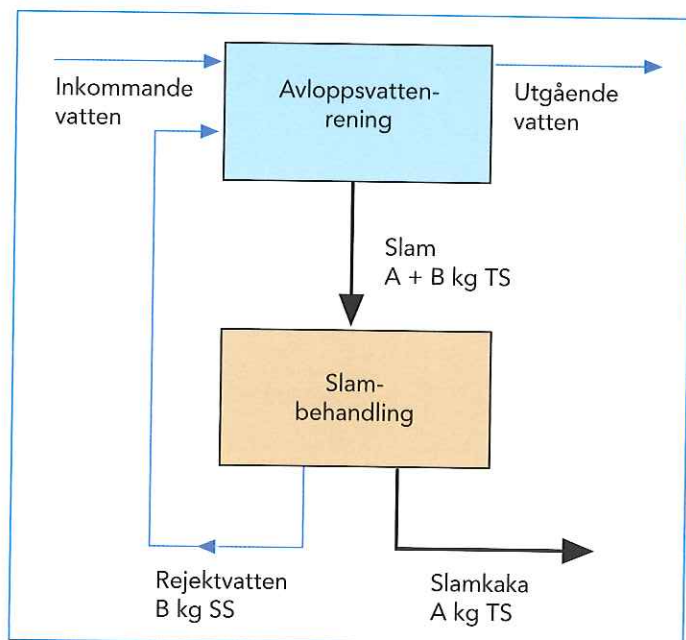 Inkommande
vatten
Avloppsvatten-
rening
Utgående
vatten
Slam
A + B kg TS
Slam-
behandling
Rejektvatten
B kg SS
Slamkaka
A kg TS